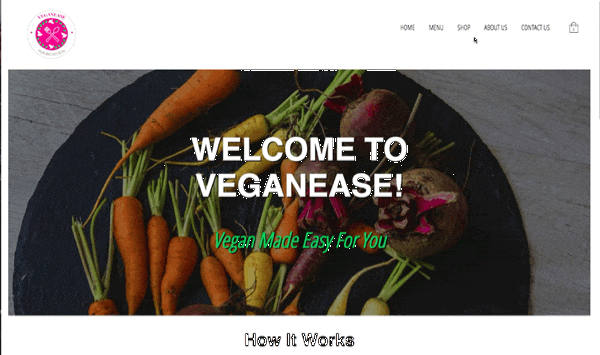 VEGANEASE
HOME MENU SHOP ABOUT US CONTACT US
WELCOME TO
VEGANEASE!
Vegan Made Easy For You
How It Works